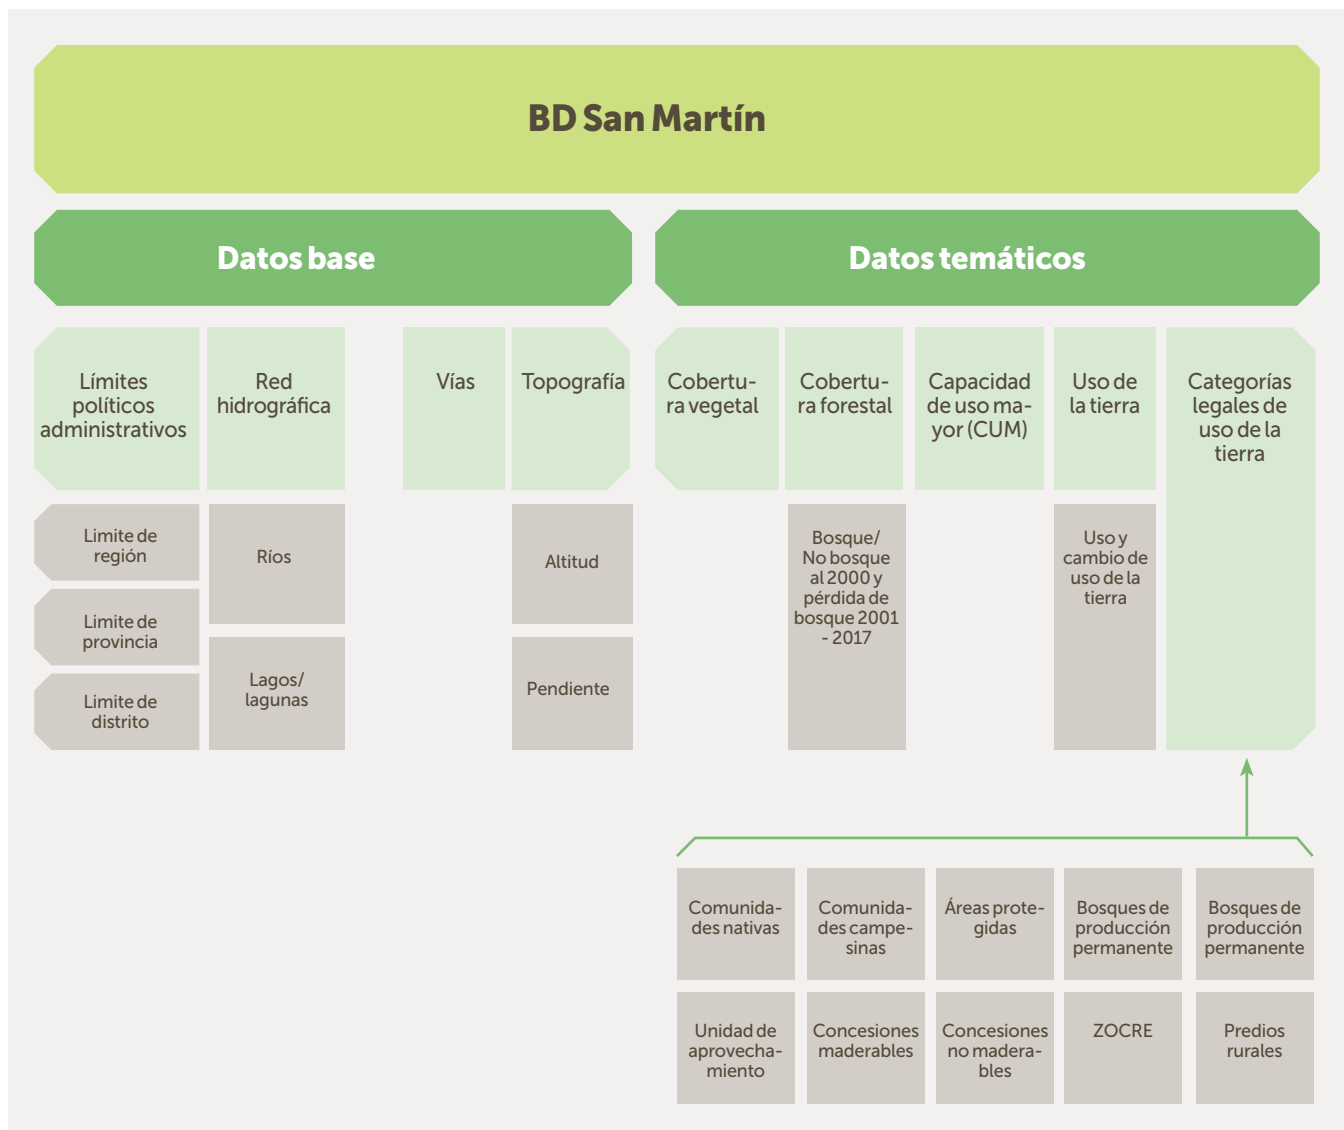 BD San Martín
Datos base
Datos temáticos
Límites
políticos
administrativos
Red
hidrográfica
Vías
Topografía
Cobertu-
ra vegetal
Cobertu-
ra forestal
Capacidad
de uso ma-
yor (CUM)
Uso de
la tierra
Categorías
legales de
uso de la
tierra
Limite de
región
Limite de
provincia
Limite de
distrito
Ríos
Lagos/
lagunas
Altitud
Pendiente
Bosque/
No bosque
al 2000 y
pérdida de
bosque 2001
- 2017
Uso y
cambio de
uso de la
tierra
Comunida-
des nativas
Comunida-
des campe-
sinas
Áreas prote-
gidas
Bosques de
producción
permanente
Bosques de
producción
permanente
Unidad de
aprovecha-
miento
Concesiones
maderables
Concesiones
no madera-
bles
ZOCRE
Predios
rurales